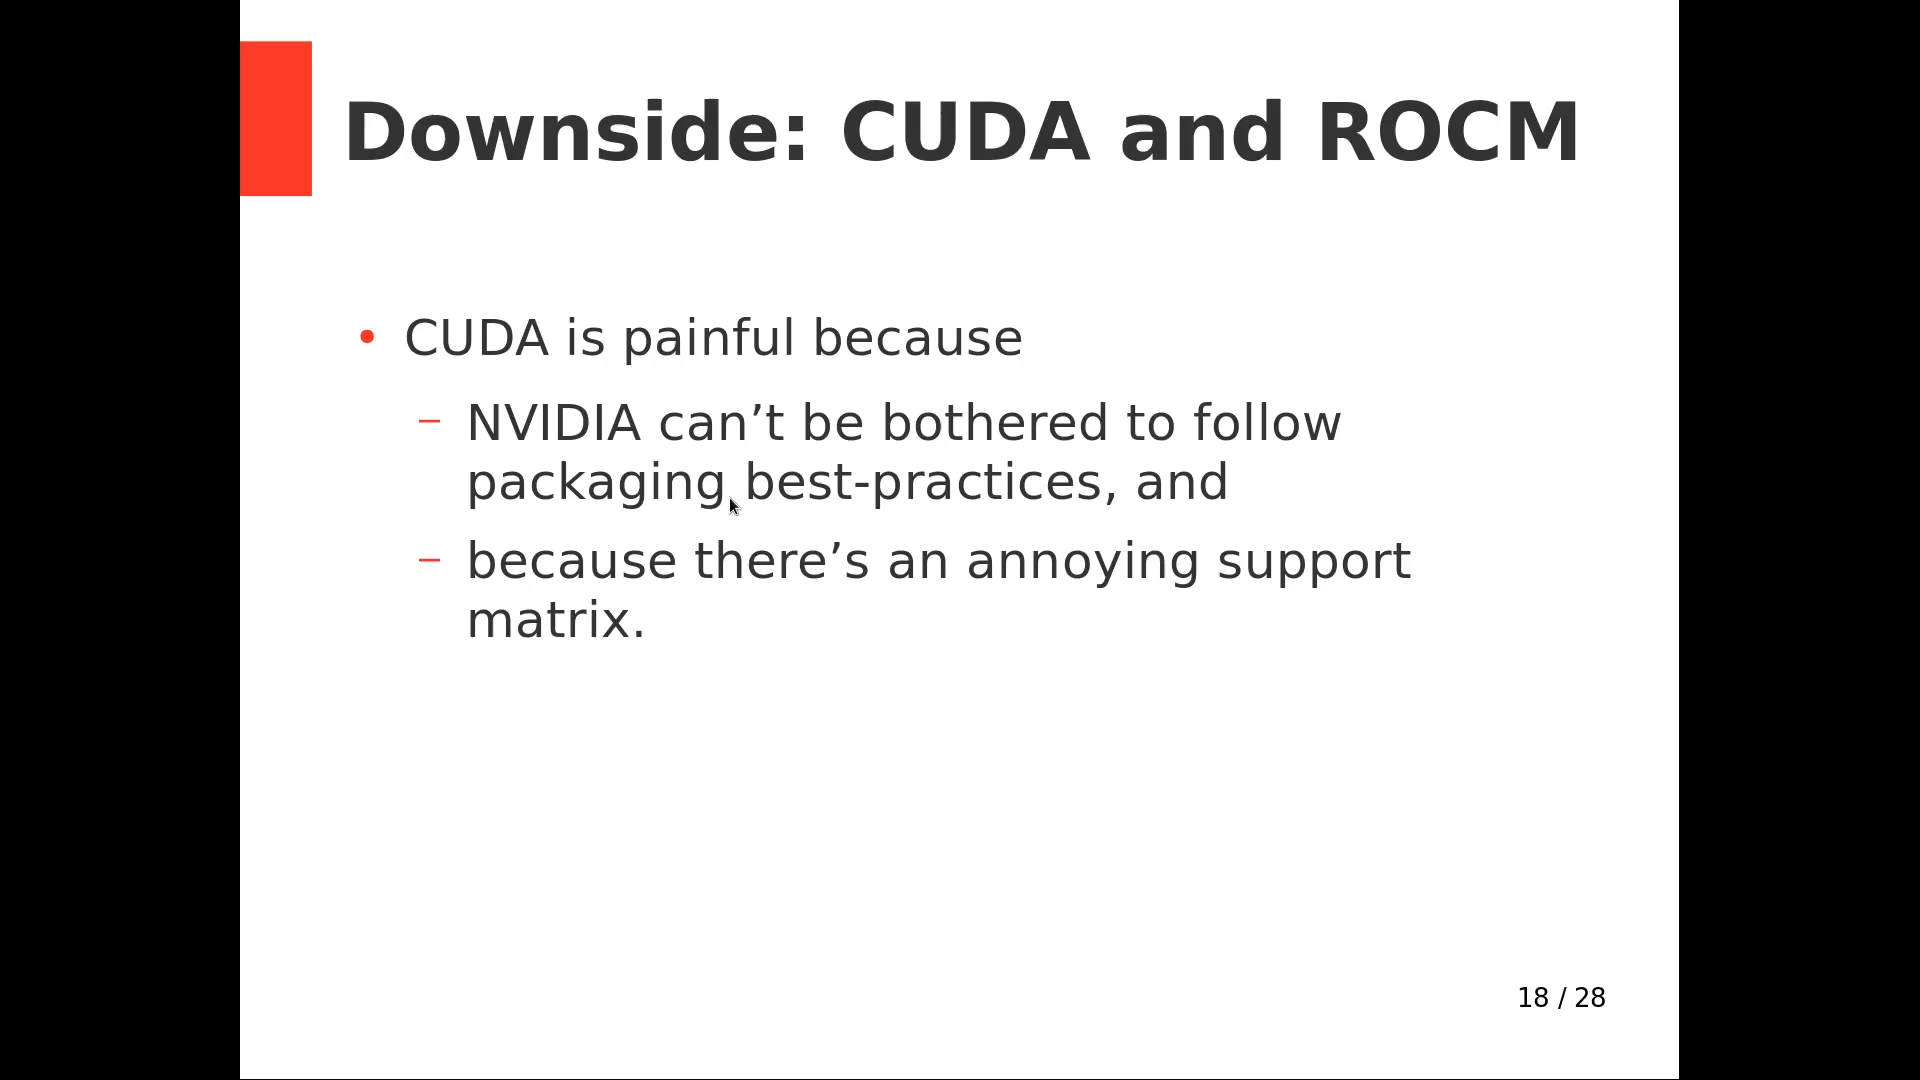 Downside: CUDA and ROCM
• CUDA is painful because
– NVIDIA can’t be bothered to follow
packaging best-practices, and
– because there’s an annoying support
matrix.
18 / 28